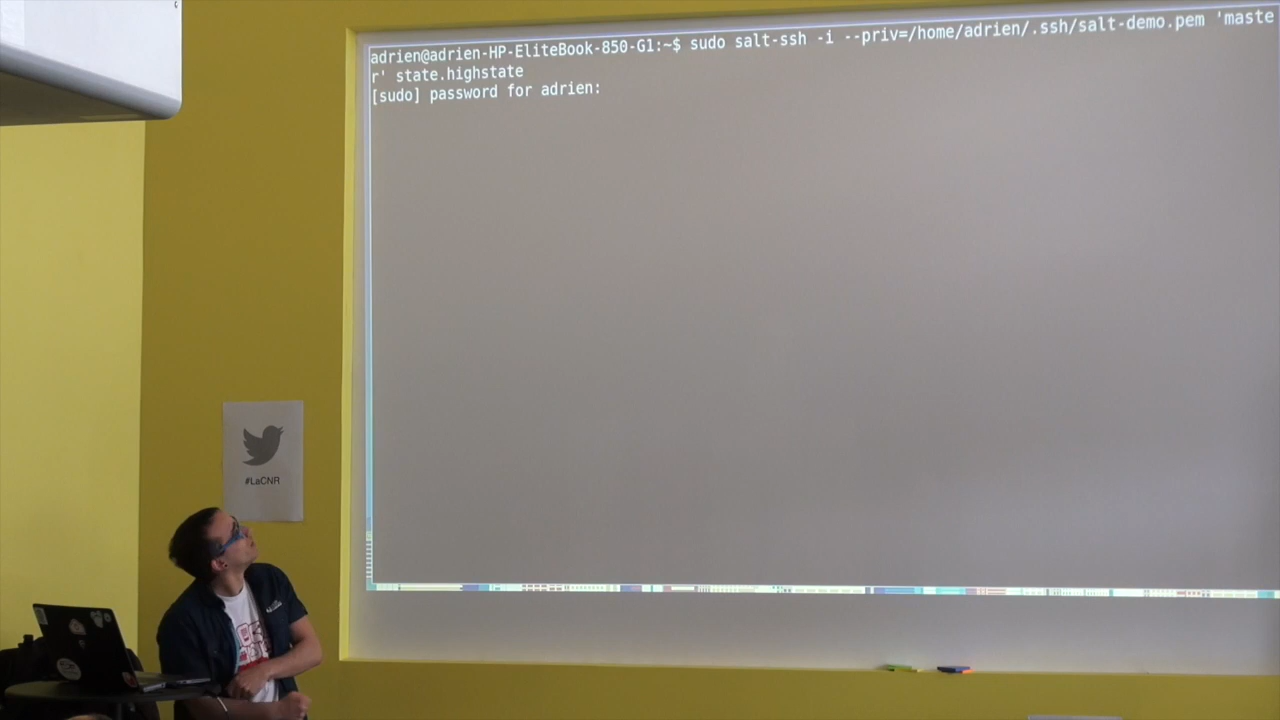 adrien@adrien-HP-EliteBook-850-G1:~$ sudo salt-ssh -i --priv=/home/adrien/.ssh/salt-demo.pem 'maste
r' state.highstate
[sudo] password for adrien:
#LaCNR